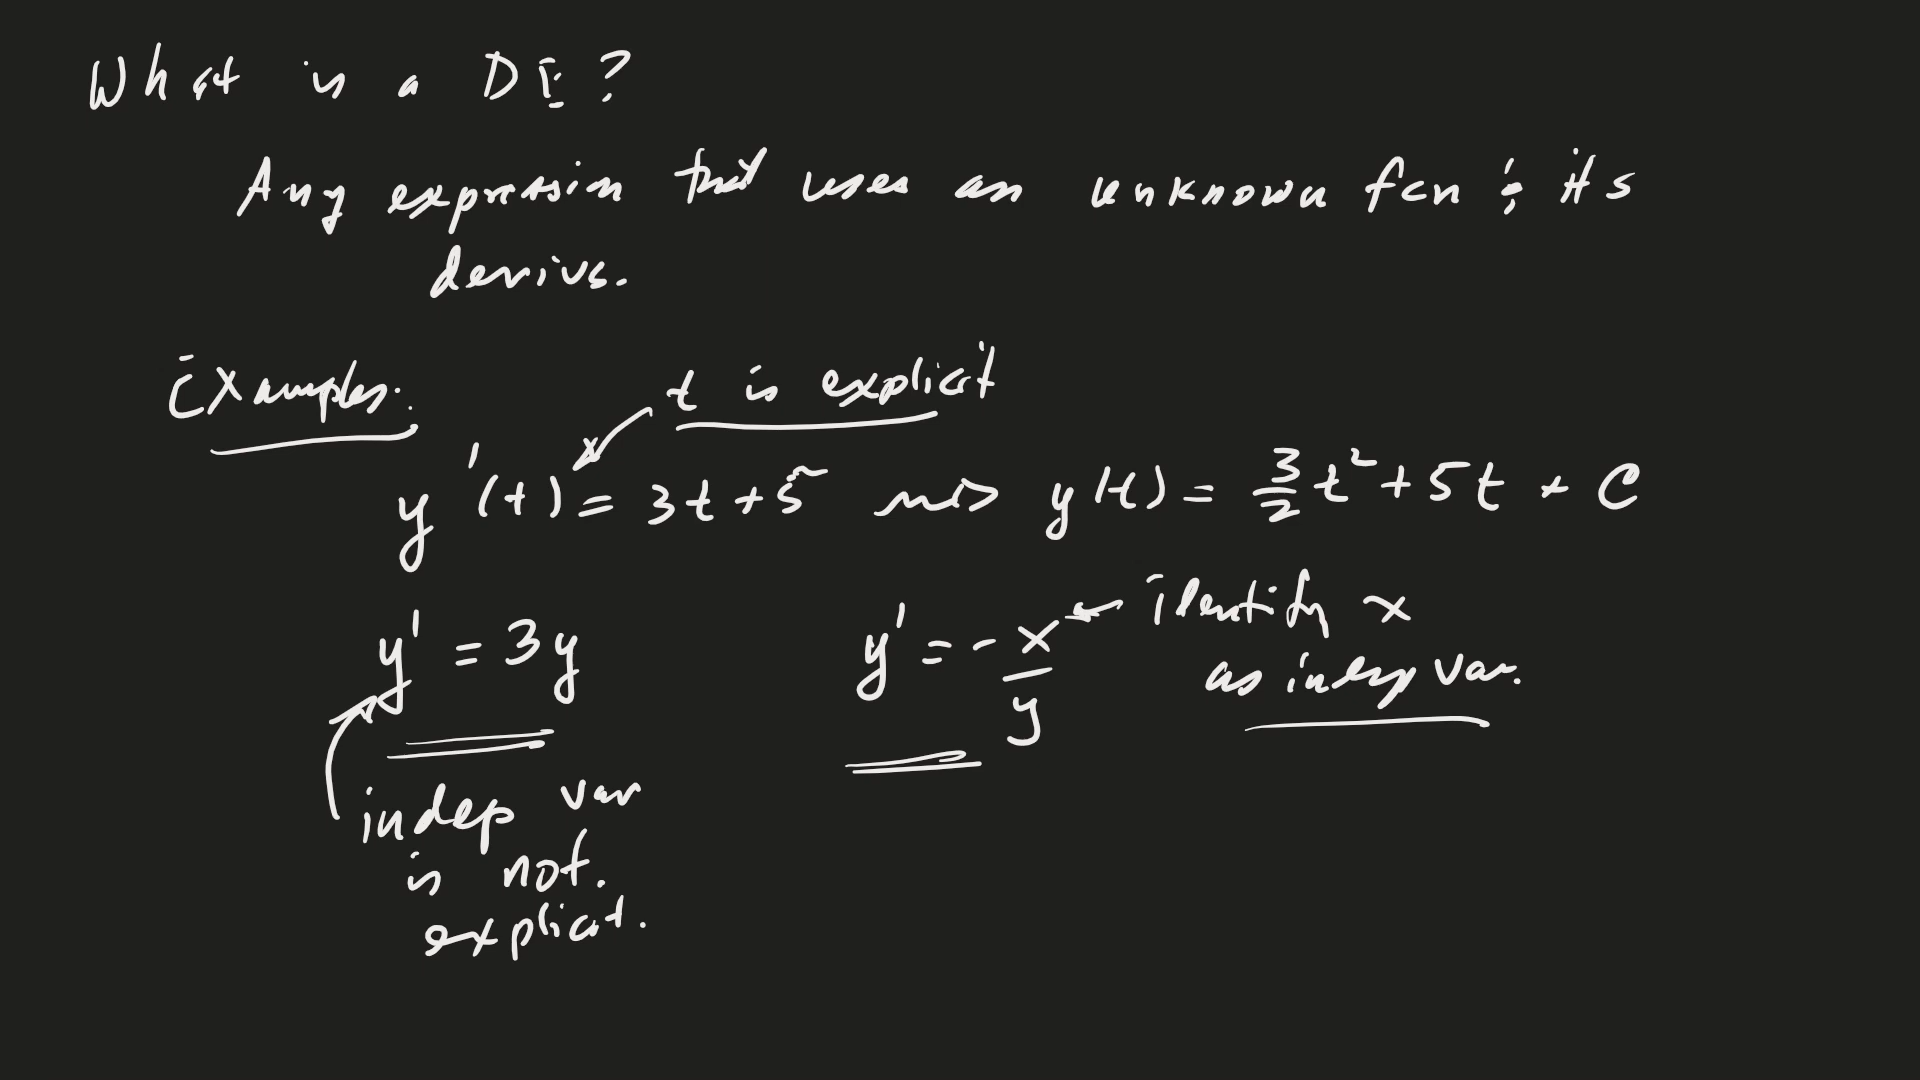 What is a DE?
Any expression that uses an unknown fcn & its
derivs.
Examples:
t is explicit
y'(t) = 3t + 5 ⇝ y(t) = 3/2 t² + 5t + C
y' = 3y
y' = -x/y
identify x
as indep var.
indep var
is not.
explicit.